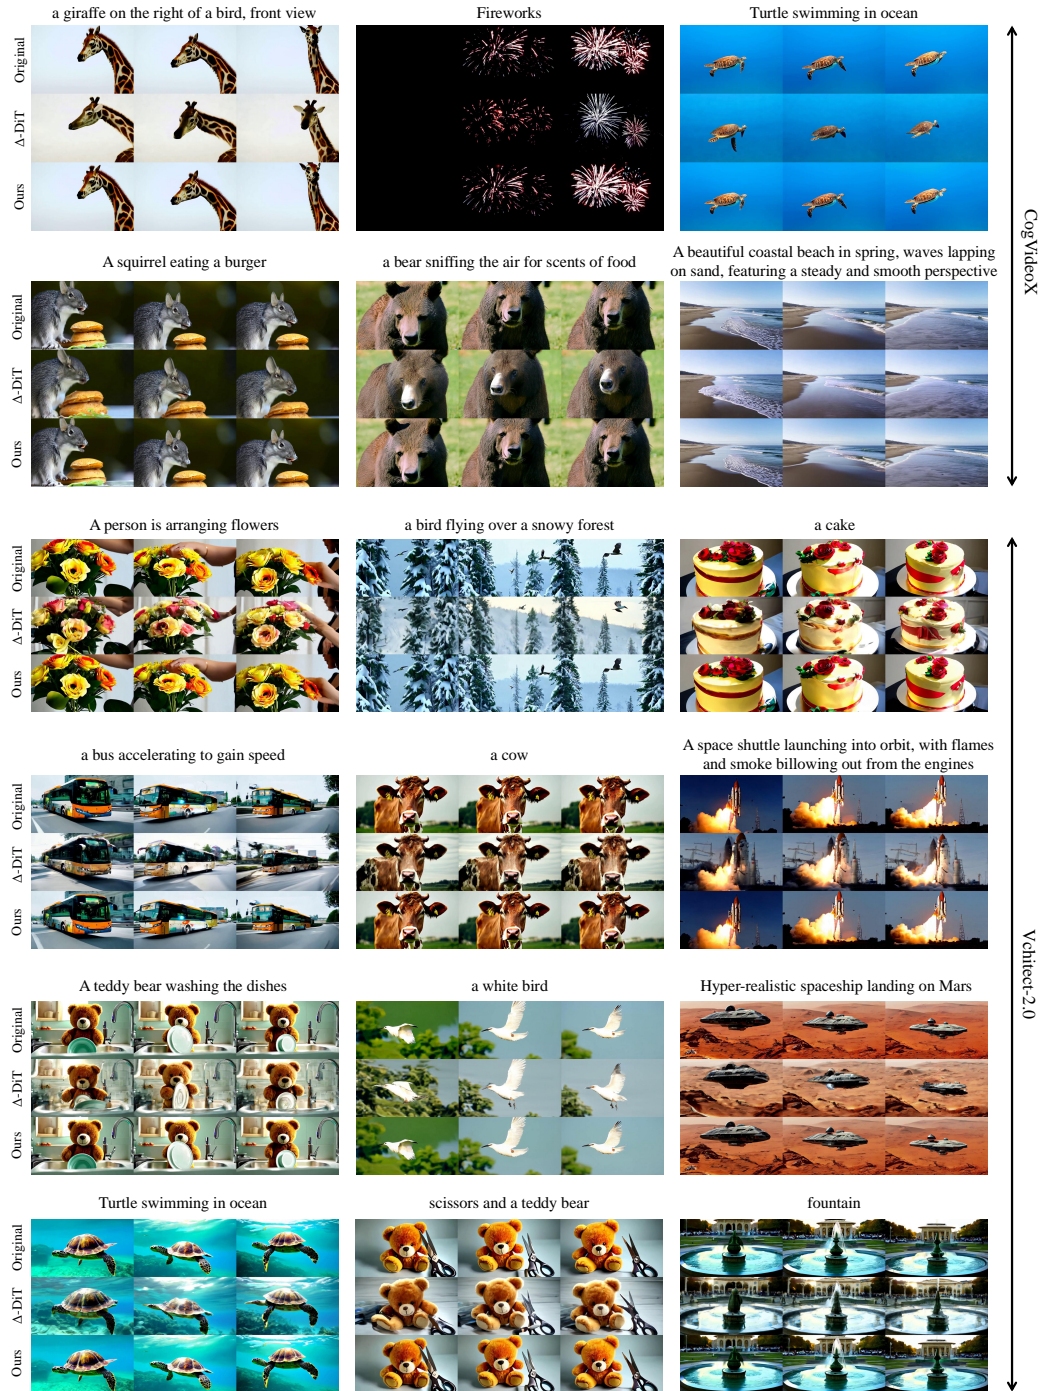 a giraffe on the right of a bird, front view
Fireworks
Turtle swimming in ocean
Original
Δ-DiT
Ours
A squirrel eating a burger
a bear sniffing the air for scents of food
A beautiful coastal beach in spring, waves lapping
on sand, featuring a steady and smooth perspective
Original
Δ-DiT
Ours
CogVideoX
A person is arranging flowers
a bird flying over a snowy forest
a cake
Original
Δ-DiT
Ours
a bus accelerating to gain speed
a cow
A space shuttle launching into orbit, with flames
and smoke billowing out from the engines
Original
Δ-DiT
Ours
A teddy bear washing the dishes
a white bird
Hyper-realistic spaceship landing on Mars
Original
Δ-DiT
Ours
Turtle swimming in ocean
scissors and a teddy bear
fountain
Original
Δ-DiT
Ours
Vchitect-2.0